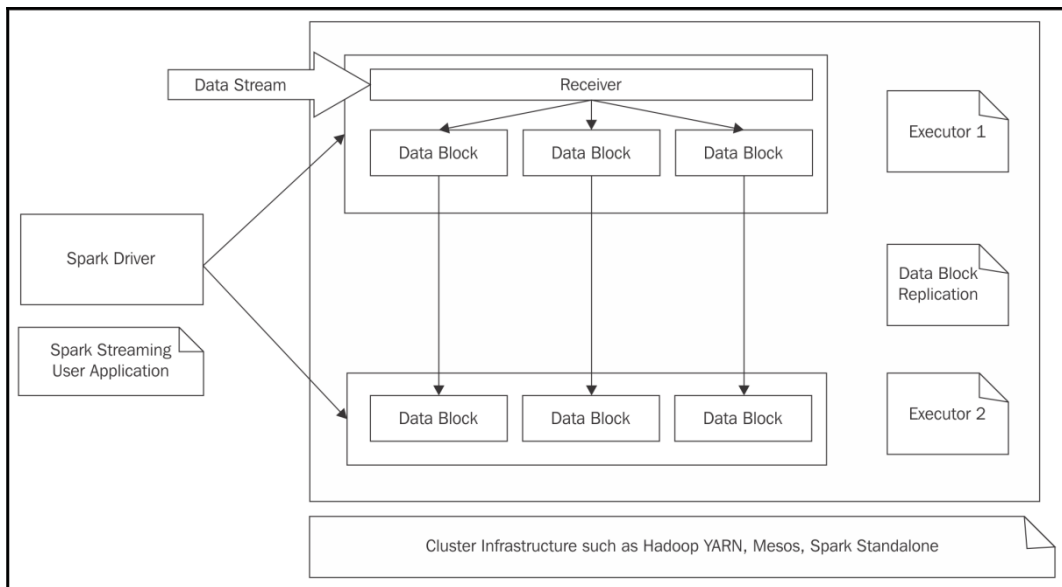 Data Stream
Receiver
Data Block
Data Block
Data Block
Executor 1
Spark Driver
Data Block
Replication
Spark Streaming
User Application
Data Block
Data Block
Data Block
Executor 2
Cluster Infrastructure such as Hadoop YARN, Mesos, Spark Standalone